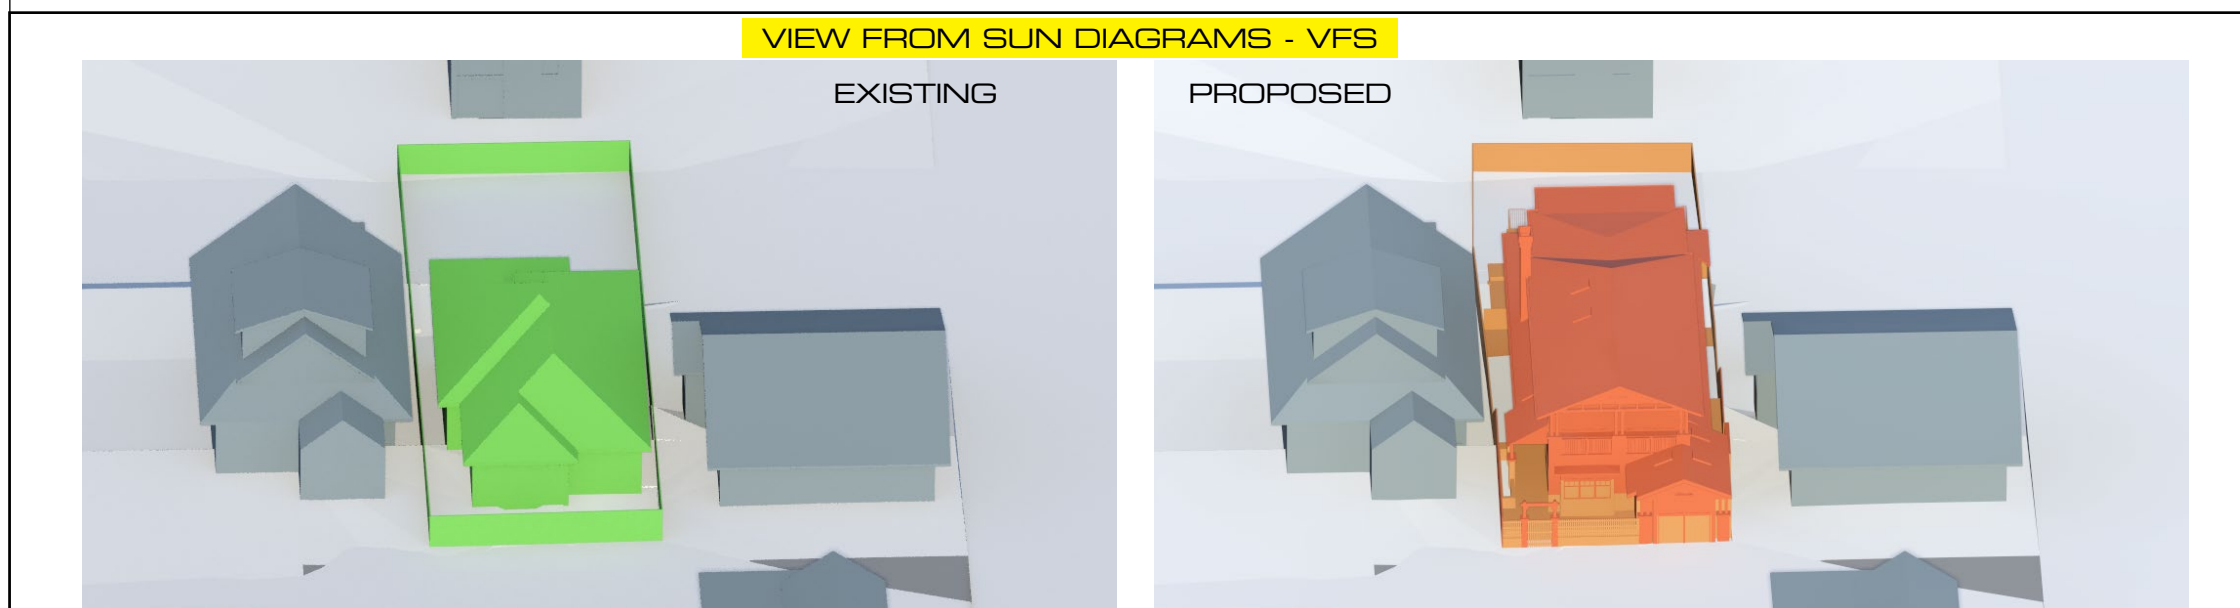 VIEW FROM SUN DIAGRAMS - VFS
EXISTING
PROPOSED